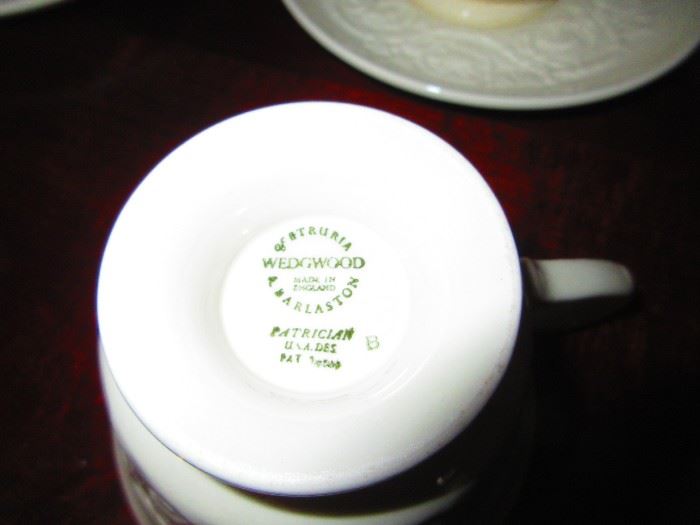 OF ETRURIA
WEDGWOOD
MADE IN
ENGLAND
& BARLASTON
PATRICIAN
U.S.A. DES.
PAT
B